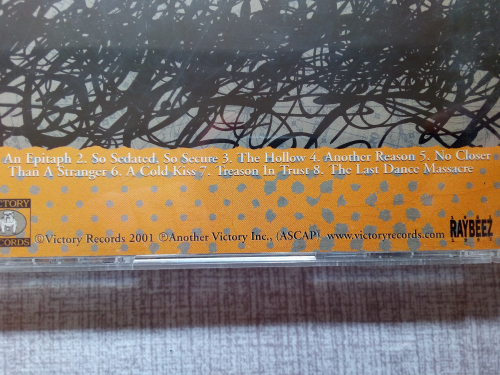 An Epitaph 2. So Sedated, So Secure 3. The Hollow 4. Another Reason 5. No Closer
Than A Stranger 6. A Cold Kiss 7. Treason In Trust 8. The Last Dance Massacre
VICTORY
RECORDS
©Victory Records 2001 ℗Another Victory Inc., (ASCAP) www.victoryrecords.com
RAYBEEZ